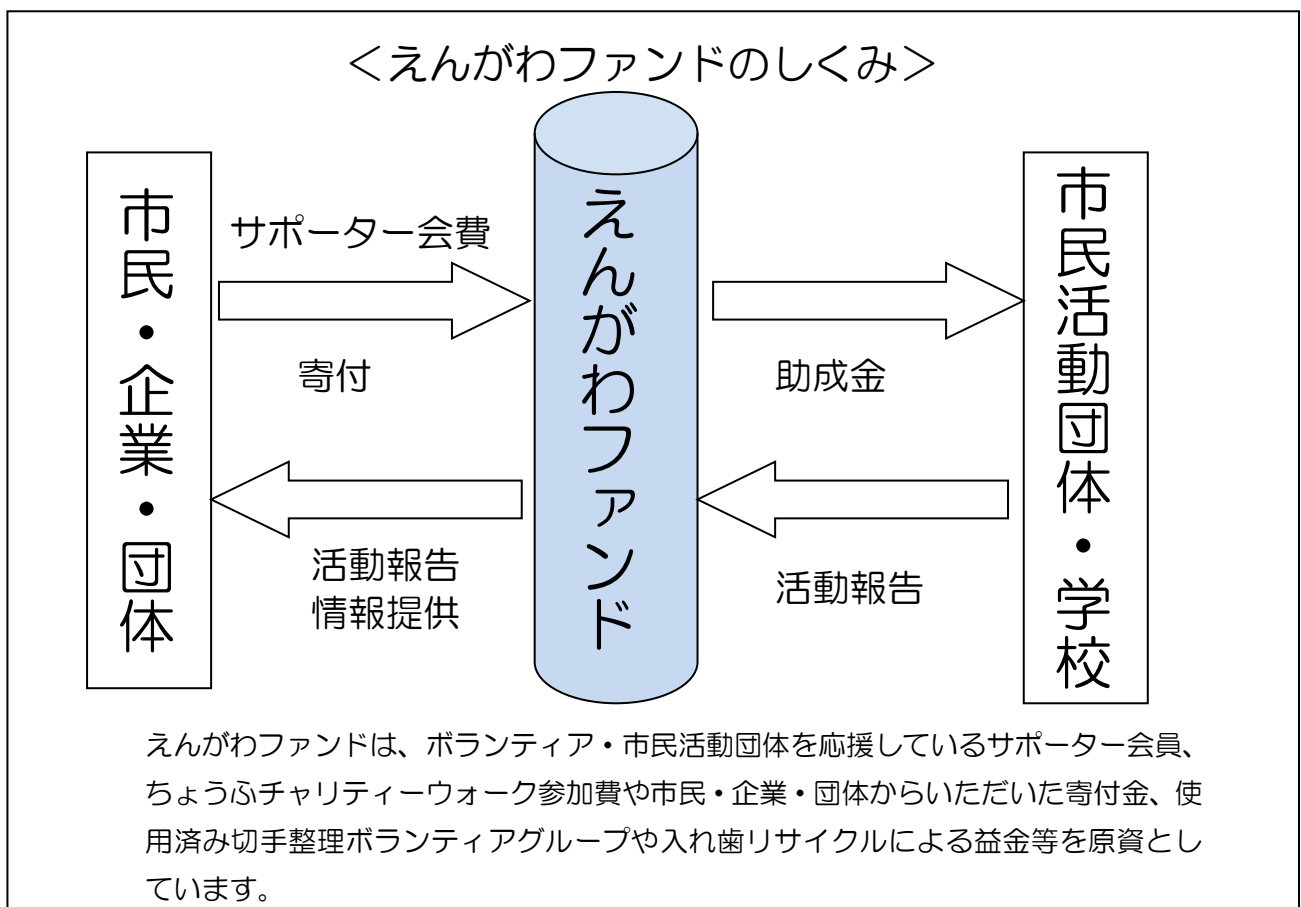 ＜えんがわファンドのしくみ＞
市民・企業・団体
サポーター会費
寄付
活動報告
情報提供
えんがわファンド
助成金
活動報告
市民活動団体・学校
えんがわファンドは、ボランティア・市民活動団体を応援しているサポーター会員、
ちょうふチャリティーウォーク参加費や市民・企業・団体からいただいた寄付金、使
用済み切手整理ボランティアグループや入れ歯リサイクルによる益金等を原資とし
ています。